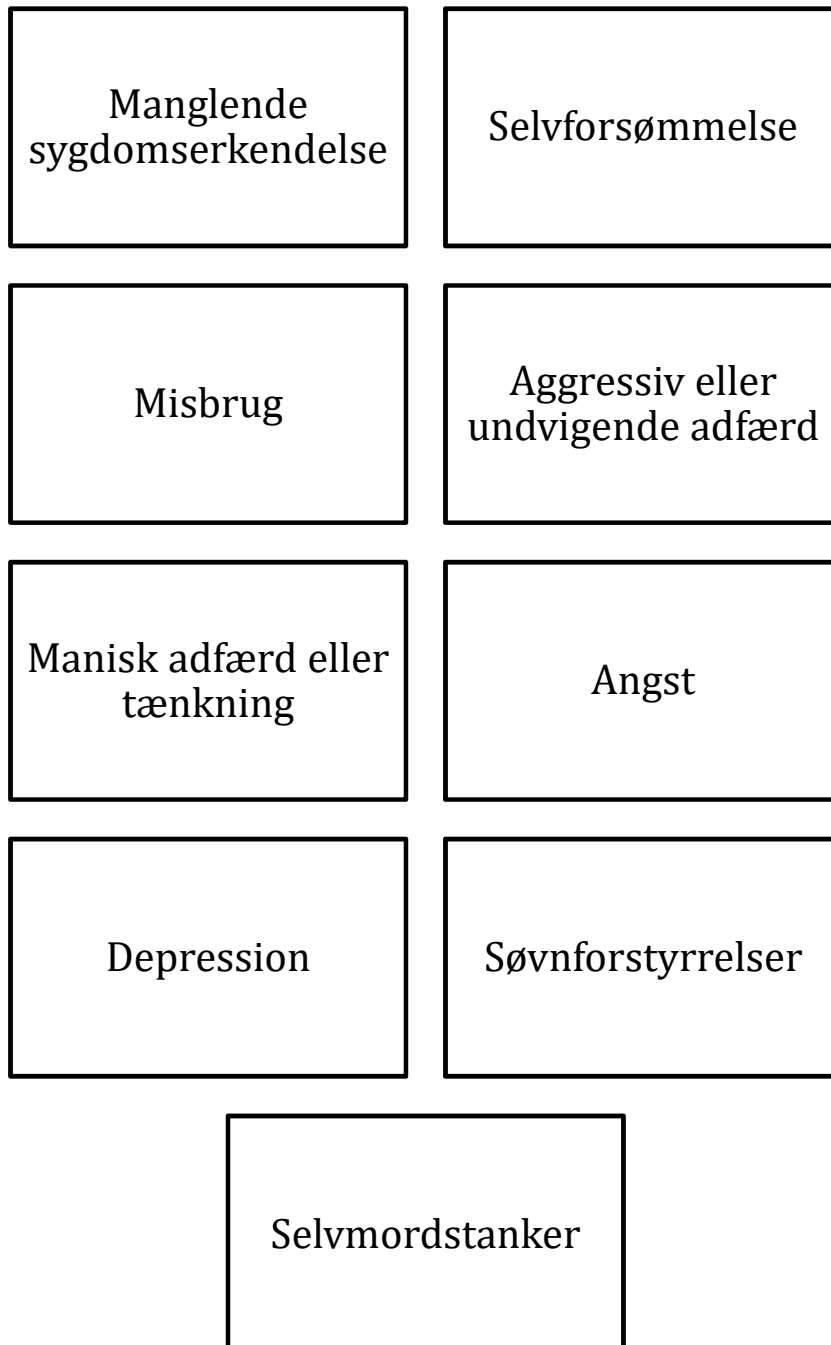 Manglende
sygdomserkendelse
Selvforsømmelse
Misbrug
Aggressiv eller
undvigende adfærd
Manisk adfærd eller
tænkning
Angst
Depression
Søvnforstyrrelser
Selvmordstanker